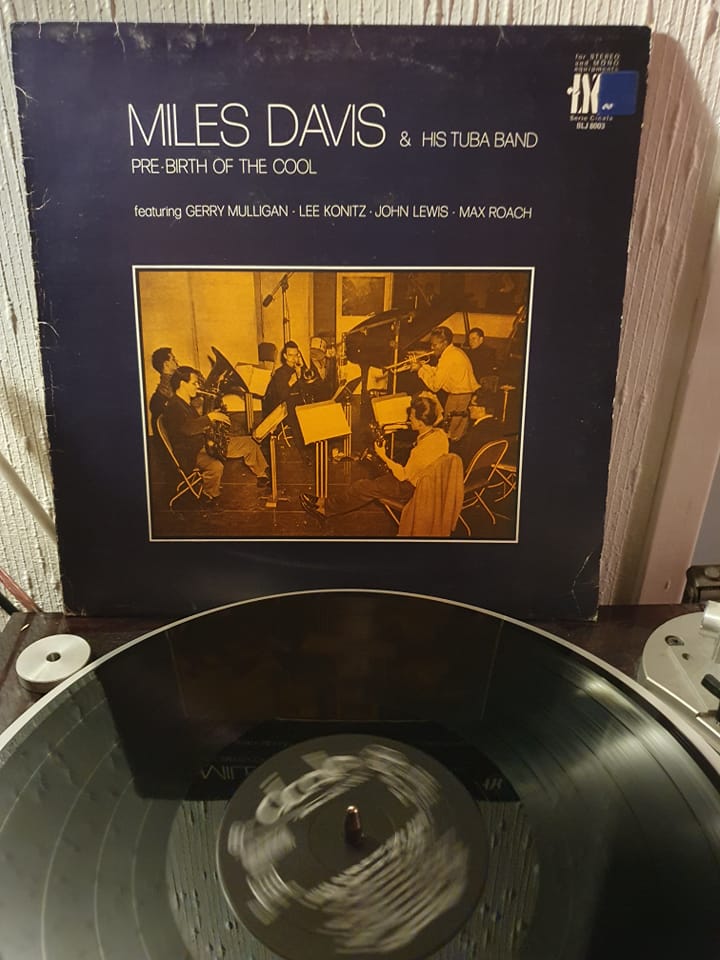 MILES DAVIS & HIS TUBA BAND
PRE-BIRTH OF THE COOL
featuring GERRY MULLIGAN · LEE KONITZ · JOHN LEWIS · MAX ROACH
for STEREO
and MONO
equipments
Serie Cicala
BLJ 8003